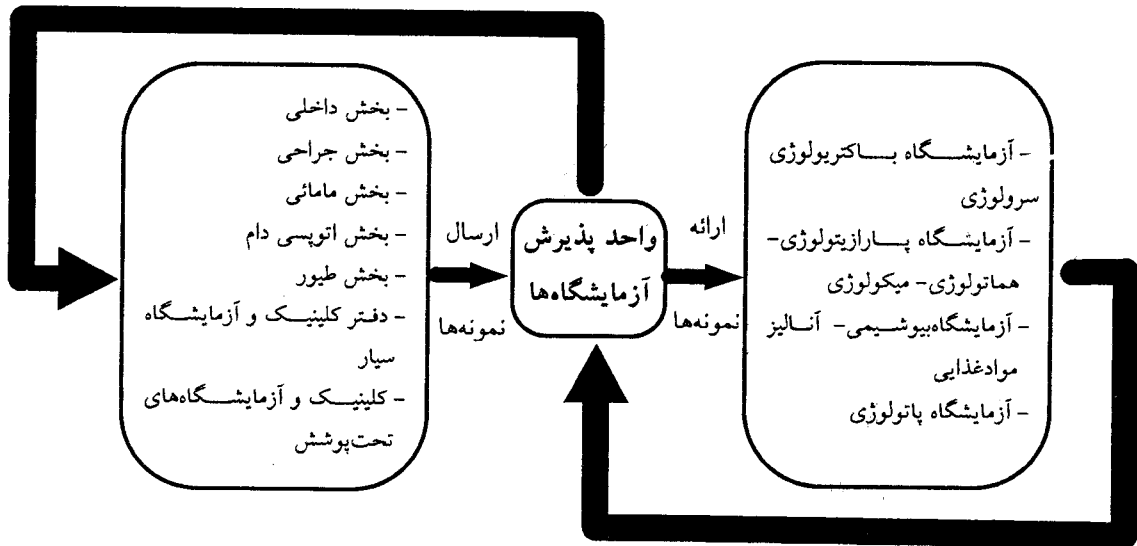 - بخش داخلی
- بخش جراحی
- بخش مامائی
- بخش اتوپسی دام
- بخش طیور
- دفتر کلینیک و آزمایشگاه
سیار
- کلینیک و آزمایشگاه‌های
تحت‌پوشش
ارسال
نمونه‌ها
واحد پذیرش
آزمایشگاه‌ها
ارائه
نمونه‌ها
- آزمایشگاه باکتریولوژی
سرولوژی
- آزمایشگاه پارازیتولوژی-
هماتولوژی- میکولوژی
- آزمایشگاه‌بیوشیمی- آنالیز
موادغذایی
- آزمایشگاه پاتولوژی